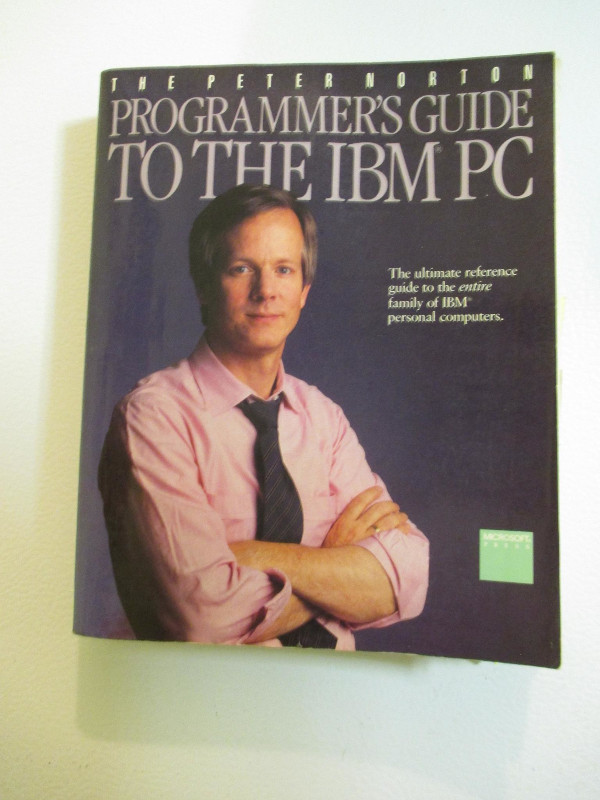 THE PETER NORTON
PROGRAMMER'S GUIDE
TO THE IBM® PC
The ultimate reference
guide to the entire
family of IBM®
personal computers.
MICROSOFT
PRESS